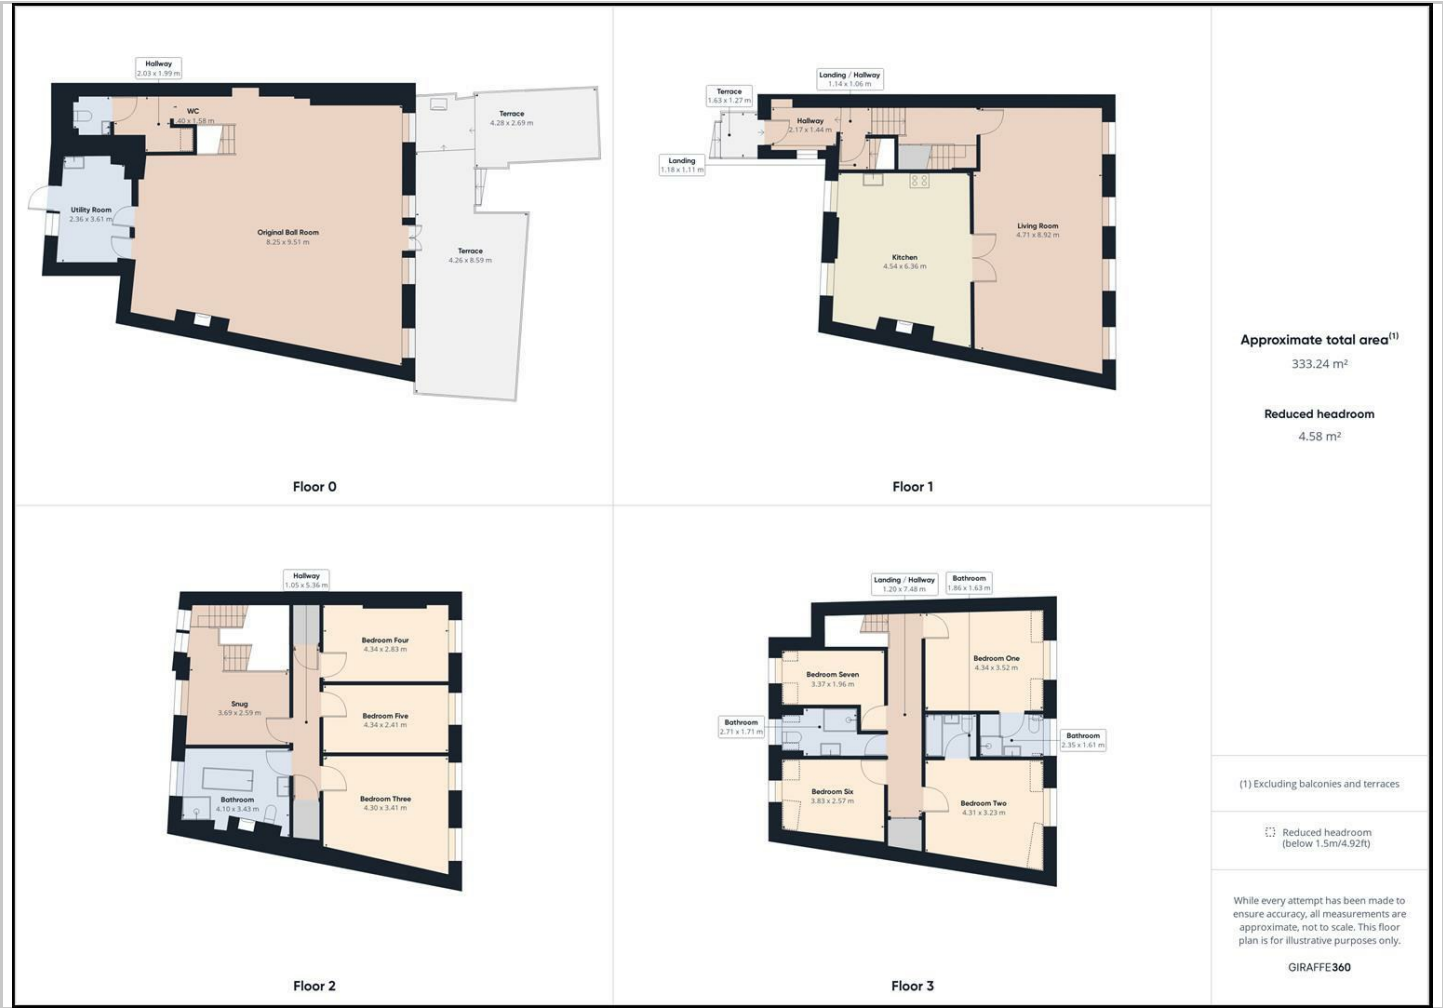 Hallway
2.03 x 1.99 m
WC
.40 x 1.58 m
Terrace
4.28 x 2.69 m
Utility Room
2.36 x 3.61 m
Original Ball Room
8.25 x 9.51 m
Terrace
4.26 x 8.59 m
Floor 0
Landing / Hallway
1.14 x 1.06 m
Terrace
1.63 x 1.27 m
Hallway
2.17 x 1.44 m
Landing
1.18 x 1.11 m
Living Room
4.71 x 8.92 m
Kitchen
4.54 x 6.36 m
Floor 1
Hallway
1.05 x 5.36 m
Bedroom Four
4.34 x 2.83 m
Snug
3.69 x 2.59 m
Bedroom Five
4.34 x 2.41 m
Bathroom
4.10 x 3.43 m
Bedroom Three
4.30 x 3.41 m
Floor 2
Landing / Hallway
1.20 x 7.48 m
Bathroom
1.86 x 1.63 m
Bedroom One
4.34 x 3.52 m
Bedroom Seven
3.37 x 1.96 m
Bathroom
2.71 x 1.71 m
Bathroom
2.35 x 1.61 m
Bedroom Six
3.83 x 2.57 m
Bedroom Two
4.31 x 3.23 m
Floor 3
Approximate total area(1)
333.24 m²
Reduced headroom
4.58 m²
(1) Excluding balconies and terraces
Reduced headroom
(below 1.5m/4.92ft)
While every attempt has been made to
ensure accuracy, all measurements are
approximate, not to scale. This floor
plan is for illustrative purposes only.
GIRAFFE360